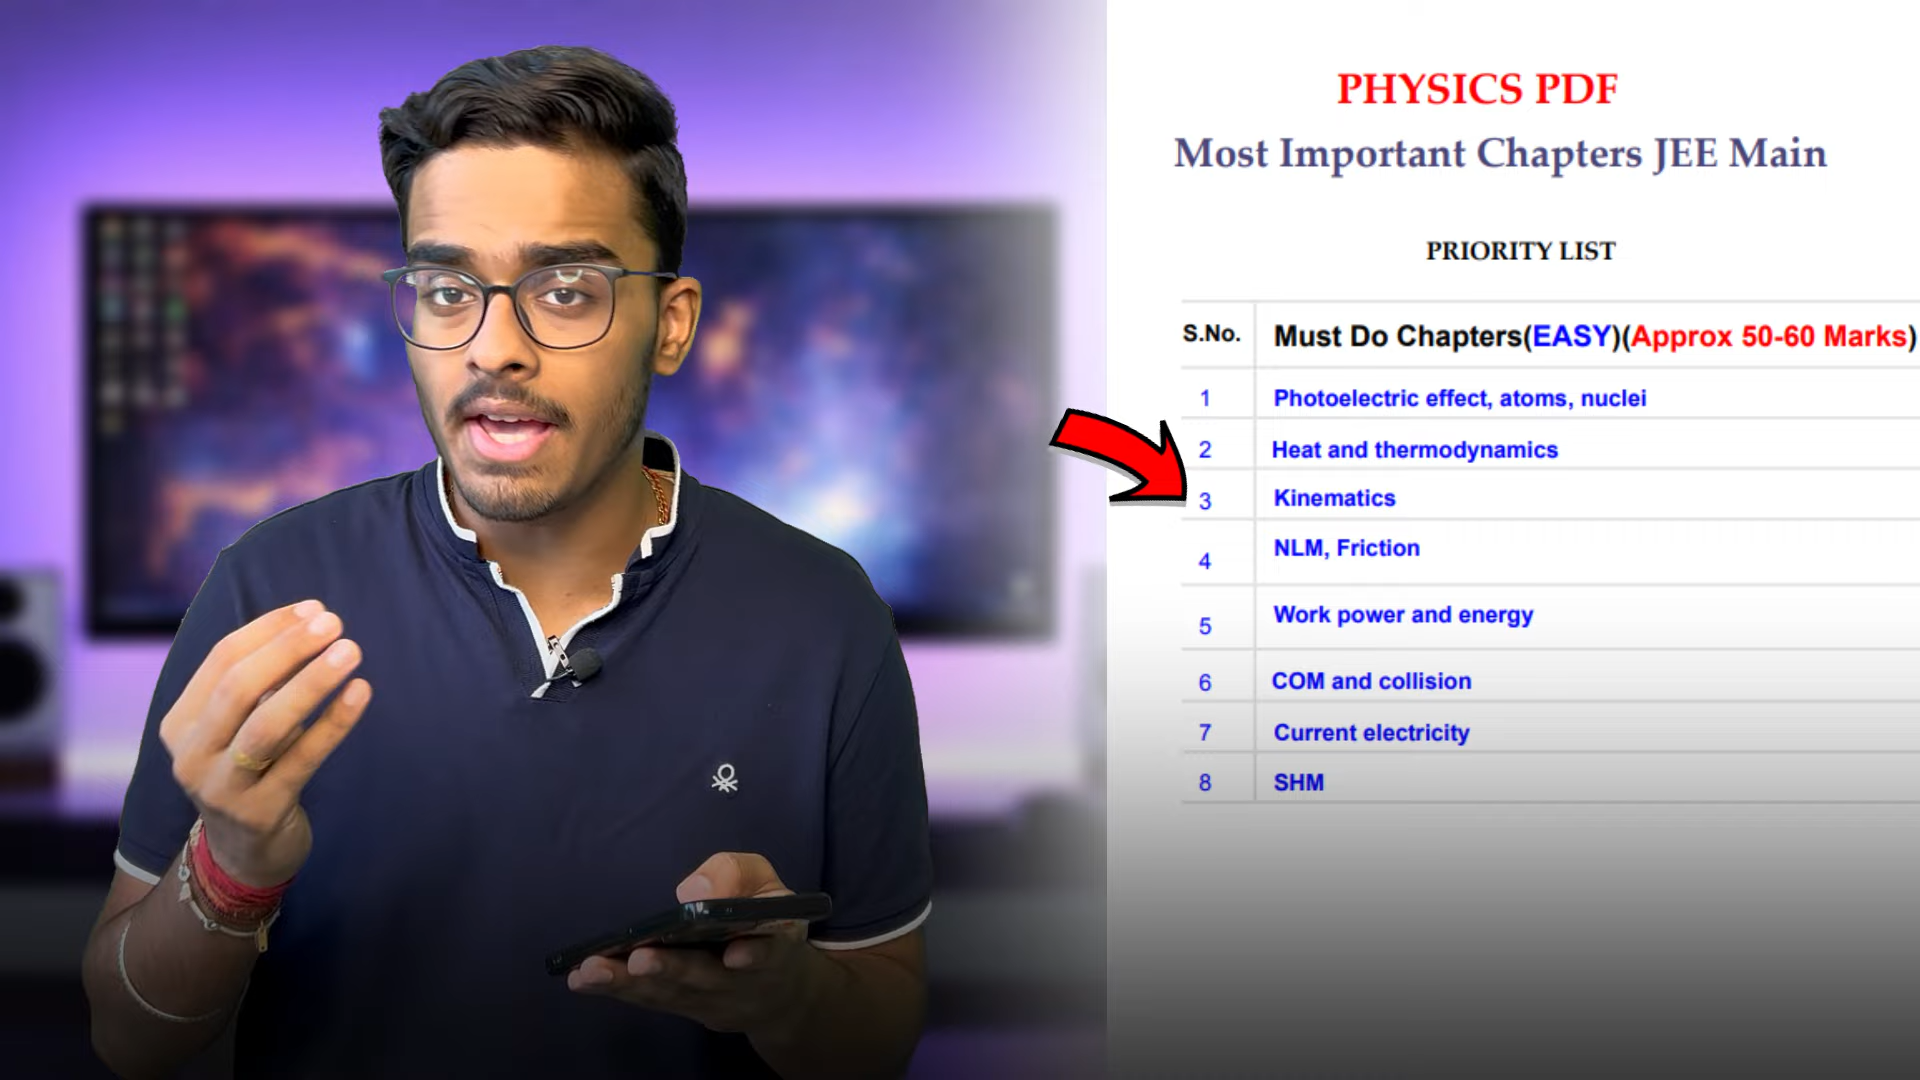 PHYSICS PDF
Most Important Chapters JEE Main
PRIORITY LIST
S.No. Must Do Chapters(EASY)(Approx 50-60 Marks)
1 Photoelectric effect, atoms, nuclei
2 Heat and thermodynamics
3 Kinematics
4 NLM, Friction
5 Work power and energy
6 COM and collision
7 Current electricity
8 SHM